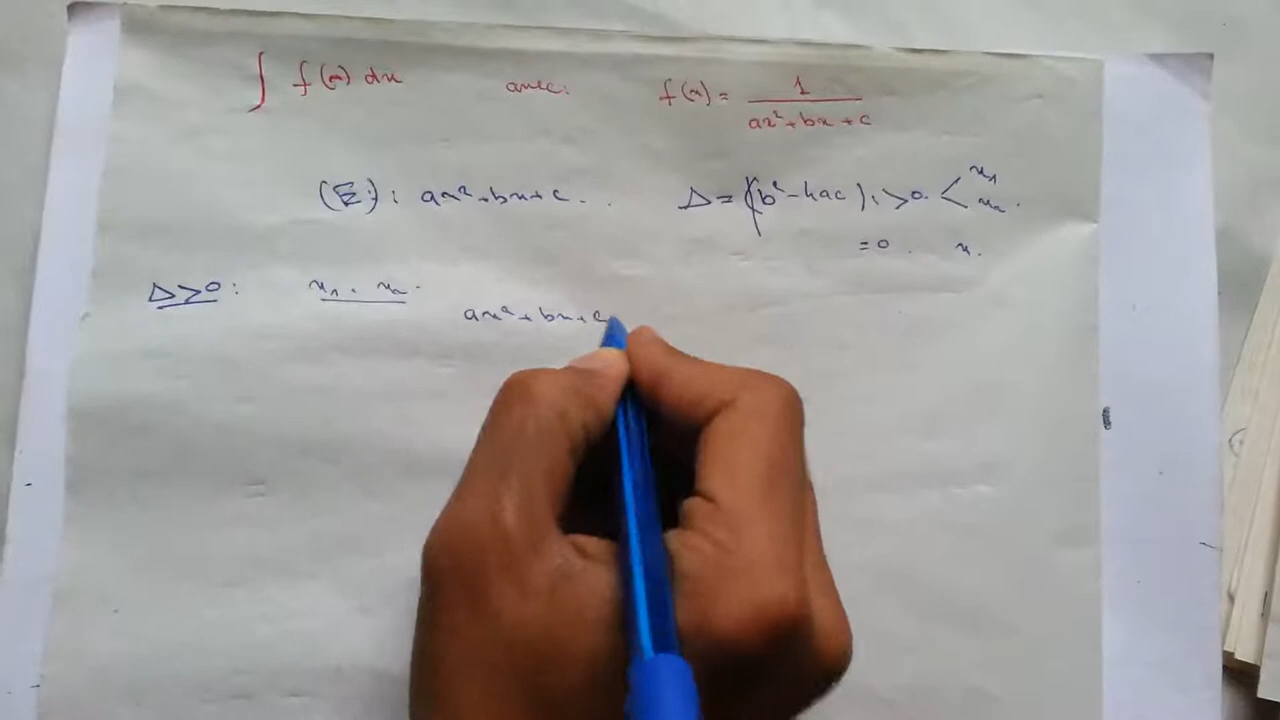 ∫ f(x) dx avec: f(x) = 1 / (ax² + bx + c)
(E): ax² + bx + c . . Δ = (b² - 4ac): > 0. < x₁ x₂.
= 0 . x.
Δ > 0 : x₁ . x₂.
ax² + bx + c